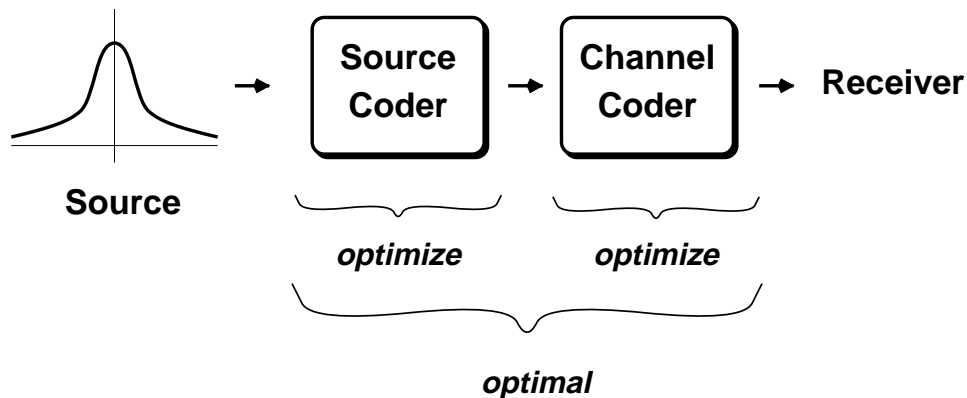 Source
Coder
Channel
Coder
Receiver
Source
optimize
optimize
optimal